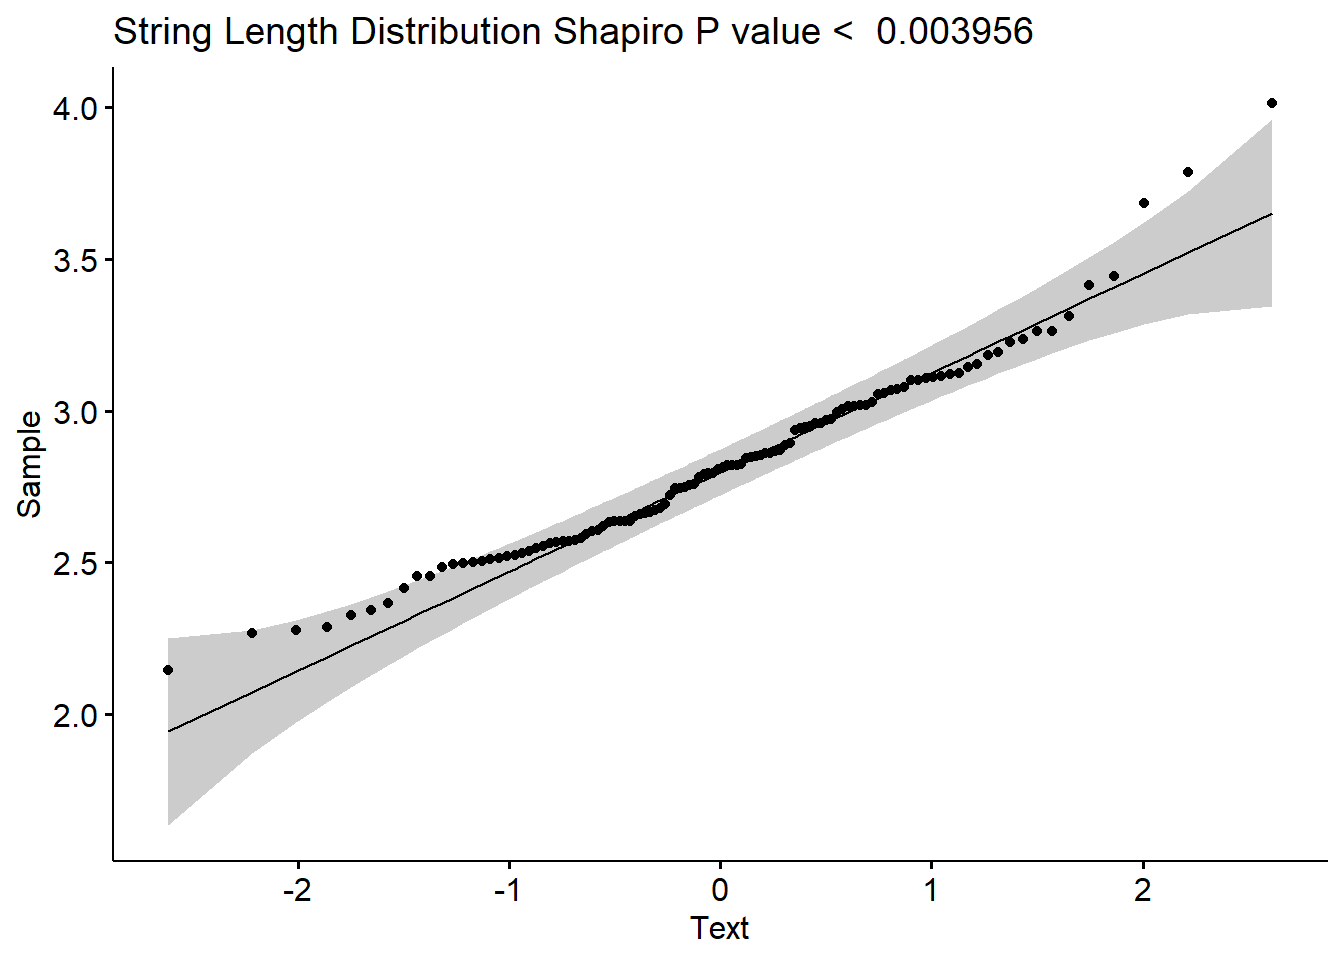 String Length Distribution Shapiro P value <  0.003956
4.0
3.5
3.0
2.5
2.0
Sample
-2 -1 0 1 2
Text